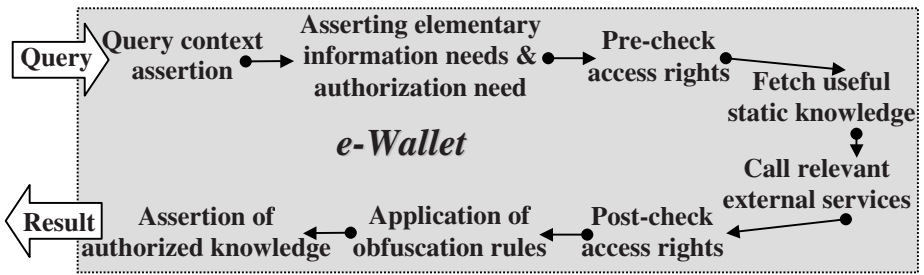 Query
Query context
assertion
Asserting elementary
information needs &
authorization need
Pre-check
access rights
Fetch useful
static knowledge
e-Wallet
Call relevant
external services
Post-check
access rights
Application of
obfuscation rules
Assertion of
authorized knowledge
Result